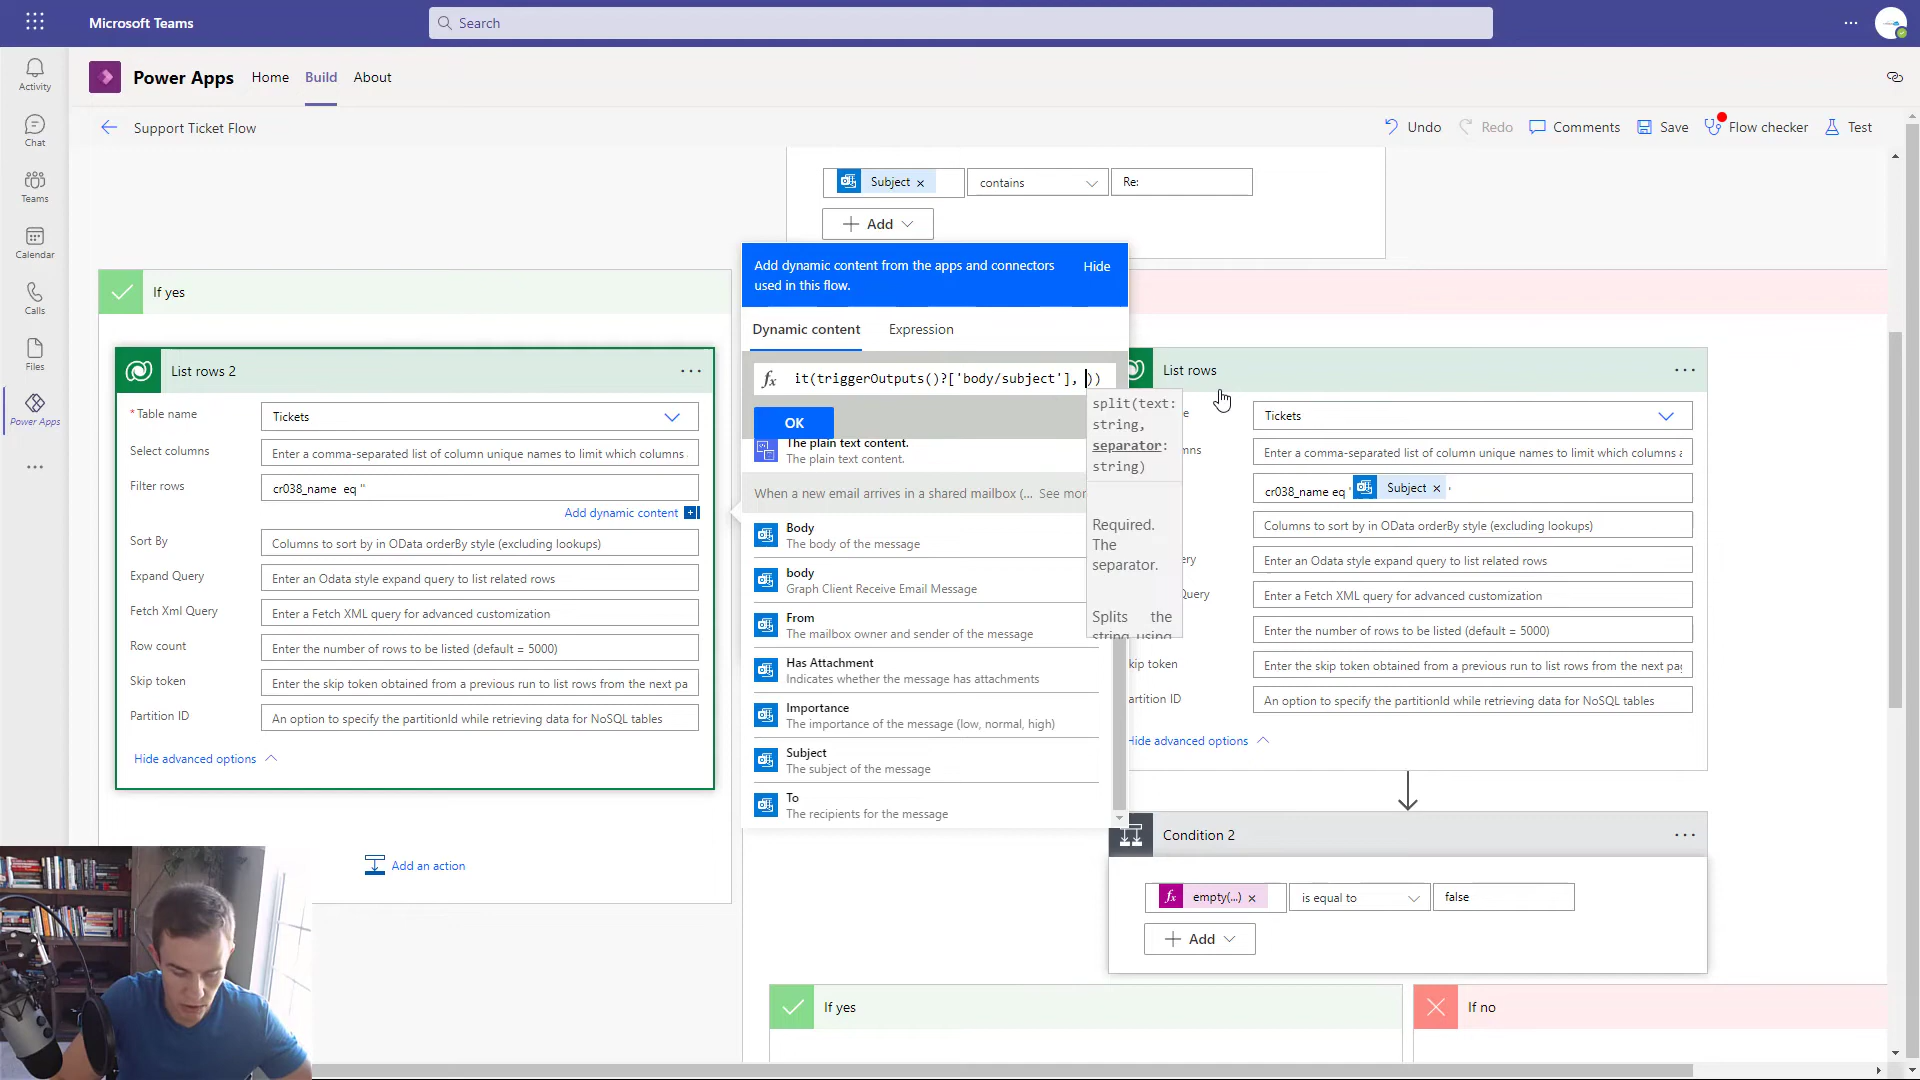 Microsoft Teams
Search
Activity
Chat
Teams
Calendar
Calls
Files
Power Apps
Power Apps
Home
Build
About
Support Ticket Flow
Undo
Redo
Comments
Save
Flow checker
Test
Subject
contains
Re:
Add
If yes
List rows 2
* Table name
Tickets
Select columns
Enter a comma-separated list of column unique names to limit which columns
Filter rows
cr038_name eq ''
Add dynamic content
Sort By
Columns to sort by in OData orderBy style (excluding lookups)
Expand Query
Enter an Odata style expand query to list related rows
Fetch Xml Query
Enter a Fetch XML query for advanced customization
Row count
Enter the number of rows to be listed (default = 5000)
Skip token
Enter the skip token obtained from a previous run to list rows from the next pa
Partition ID
An option to specify the partitionId while retrieving data for NoSQL tables
Hide advanced options
Add an action
Add dynamic content from the apps and connectors
used in this flow.
Hide
Dynamic content
Expression
fx
it(triggerOutputs()?['body/subject'], ))
OK
The plain text content.
The plain text content.
When a new email arrives in a shared mailbox (...
See mor
Body
The body of the message
body
Graph Client Receive Email Message
From
The mailbox owner and sender of the message
Has Attachment
Indicates whether the message has attachments
Importance
The importance of the message (low, normal, high)
Subject
The subject of the message
To
The recipients for the message
split(text:
string,
separator:
string)
Required.
The
separator.
Splits the
string using
List rows
e
Tickets
nns
Enter a comma-separated list of column unique names to limit which columns a
cr038_name eq '
Subject
'
Columns to sort by in OData orderBy style (excluding lookups)
ery
Enter an Odata style expand query to list related rows
Query
Enter a Fetch XML query for advanced customization
Enter the number of rows to be listed (default = 5000)
kip token
Enter the skip token obtained from a previous run to list rows from the next pag
artition ID
An option to specify the partitionId while retrieving data for NoSQL tables
Hide advanced options
Condition 2
fx
empty(...)
is equal to
false
Add
If yes
If no